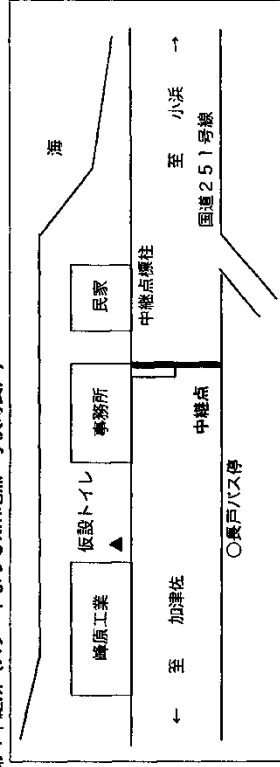 海
民家
中継点標柱
→ 至 小浜
国道251号線
事務所
中継点
仮設トイレ
▲
峰原工業
← 至 加津佐
○長戸バス停